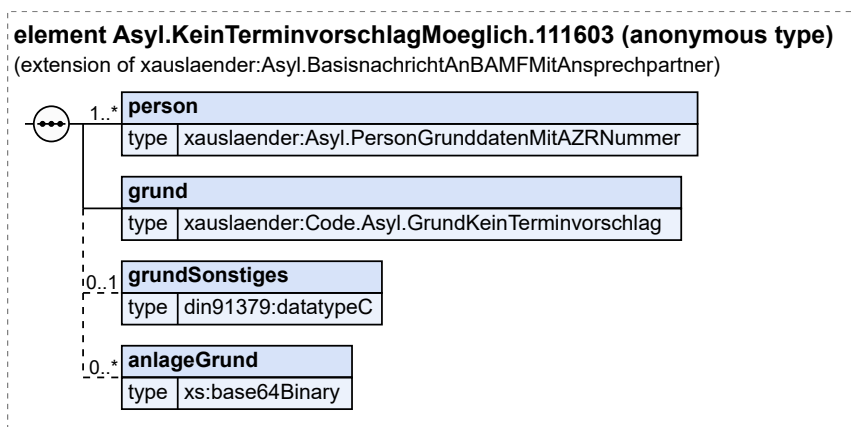 element Asyl.KeinTerminvorschlagMoeglich.111603 (anonymous type)
(extension of xauslaender:Asyl.BasisnachrichtAnBAMFMitAnsprechpartner)
1..* person
type xauslaender:Asyl.PersonGrunddatenMitAZRNummer
grund
type xauslaender:Code.Asyl.GrundKeinTerminvorschlag
0..1 grundSonstiges
type din91379:datatypeC
0..* anlageGrund
type xs:base64Binary